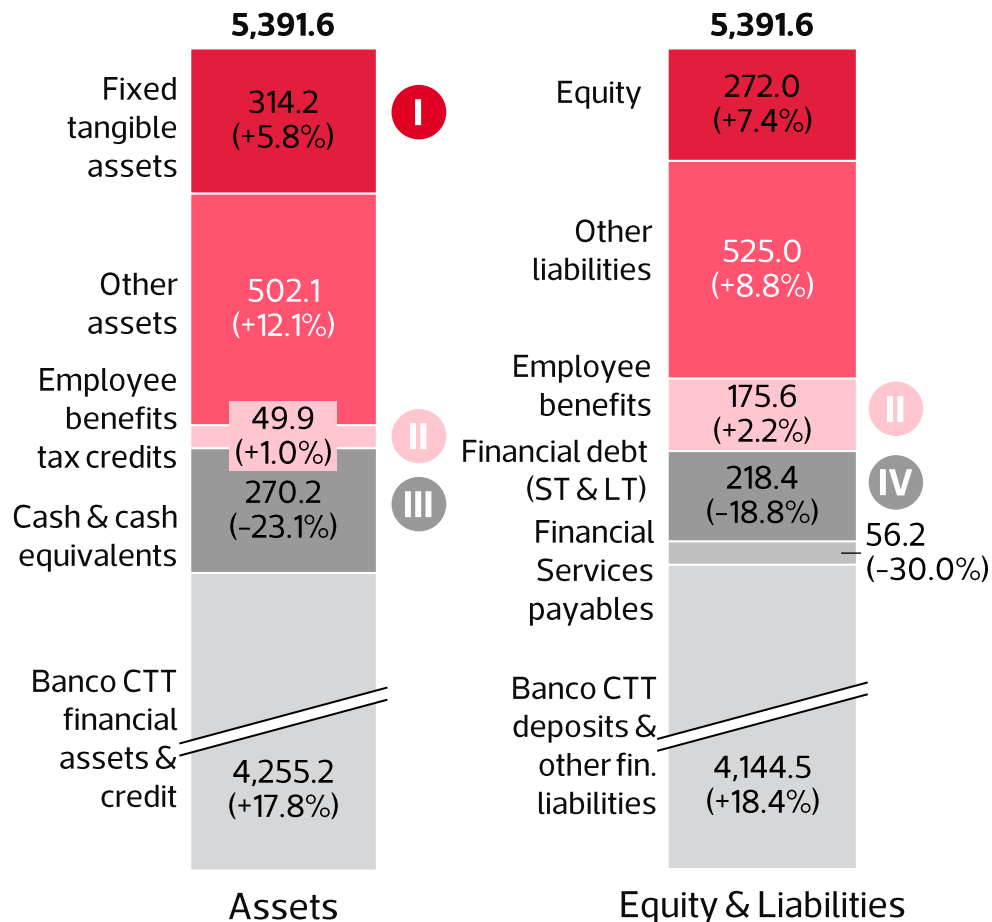 5,391.6
Fixed
tangible
assets
314.2
(+5.8%)
I
Other
assets
502.1
(+12.1%)
Employee
benefits
tax credits
49.9
(+1.0%)
II
Cash & cash
equivalents
270.2
(−23.1%)
III
Banco CTT
financial
assets &
credit
4,255.2
(+17.8%)
Assets
5,391.6
Equity
272.0
(+7.4%)
Other
liabilities
525.0
(+8.8%)
Employee
benefits
175.6
(+2.2%)
II
Financial debt
(ST & LT)
218.4
(−18.8%)
IV
Financial
Services
payables
56.2
(−30.0%)
Banco CTT
deposits &
other fin.
liabilities
4,144.5
(+18.4%)
Equity & Liabilities